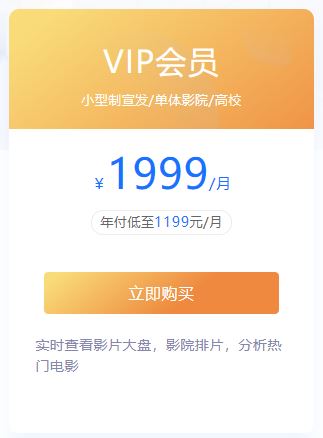 VIP会员
小型制宣发/单体影院/高校
¥1999/月
年付低至1199元/月
立即购买
实时查看影片大盘，影院排片，分析热
门电影